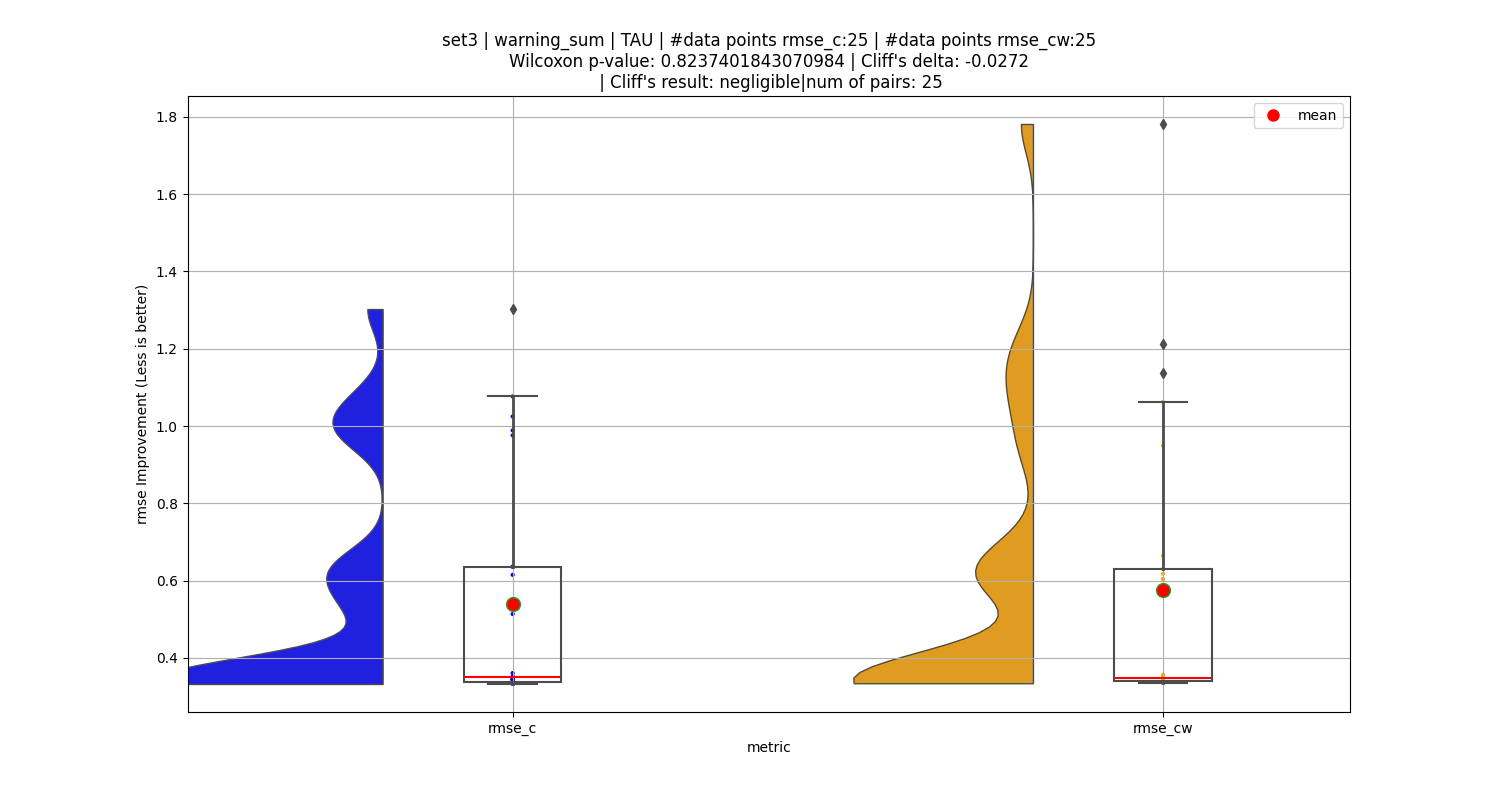 set3 | warning_sum | TAU | #data points rmse_c:25 | #data points rmse_cw:25
Wilcoxon p-value: 0.8237401843070984 | Cliff's delta: -0.0272
| Cliff's result: negligible|num of pairs: 25
mean
rmse Improvement (Less is better)
1.8
1.6
1.4
1.2
1.0
0.8
0.6
0.4
rmse_c
rmse_cw
metric